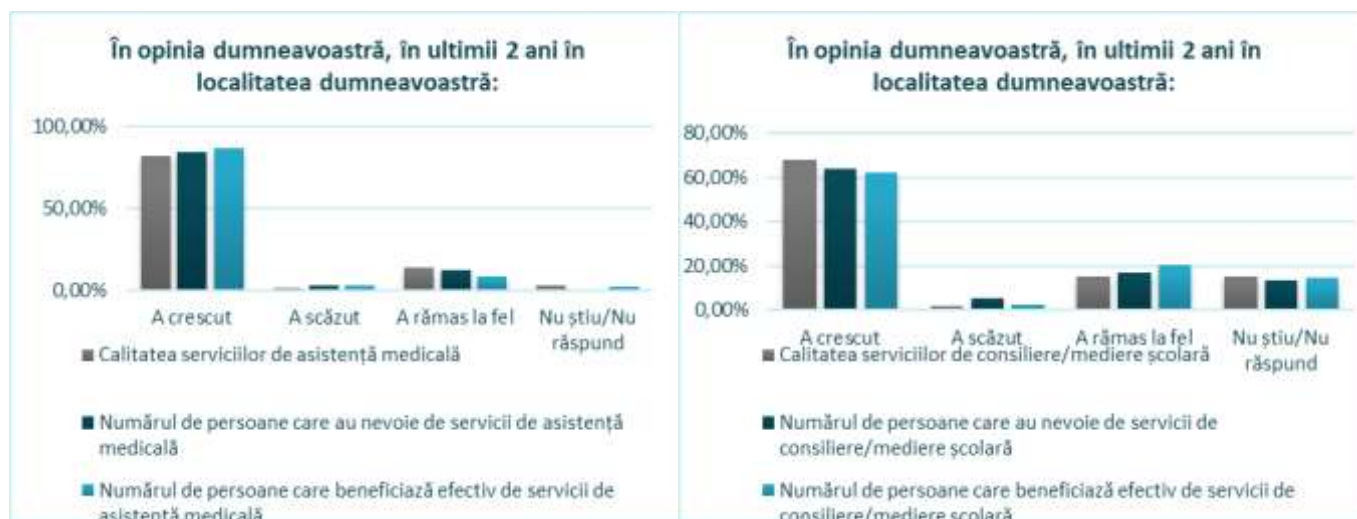 În opinia dumneavoastră, în ultimii 2 ani în
localitatea dumneavoastră:
100,00%
50,00%
0,00%
A crescut
A scăzut
A rămas la fel
Nu știu/Nu
răspund
Calitatea serviciilor de asistență medicală
Numărul de persoane care au nevoie de servicii de asistență
medicală
Numărul de persoane care beneficiază efectiv de servicii de
asistență medicală
În opinia dumneavoastră, în ultimii 2 ani în
localitatea dumneavoastră:
80,00%
60,00%
40,00%
20,00%
0,00%
A crescut
A scăzut
A rămas la fel
Nu știu/Nu
răspund
Calitatea serviciilor de consiliere/mediere școlară
Numărul de persoane care au nevoie de servicii de
consiliere/mediere școlară
Numărul de persoane care beneficiază efectiv de servicii de
consiliere/mediere școlară